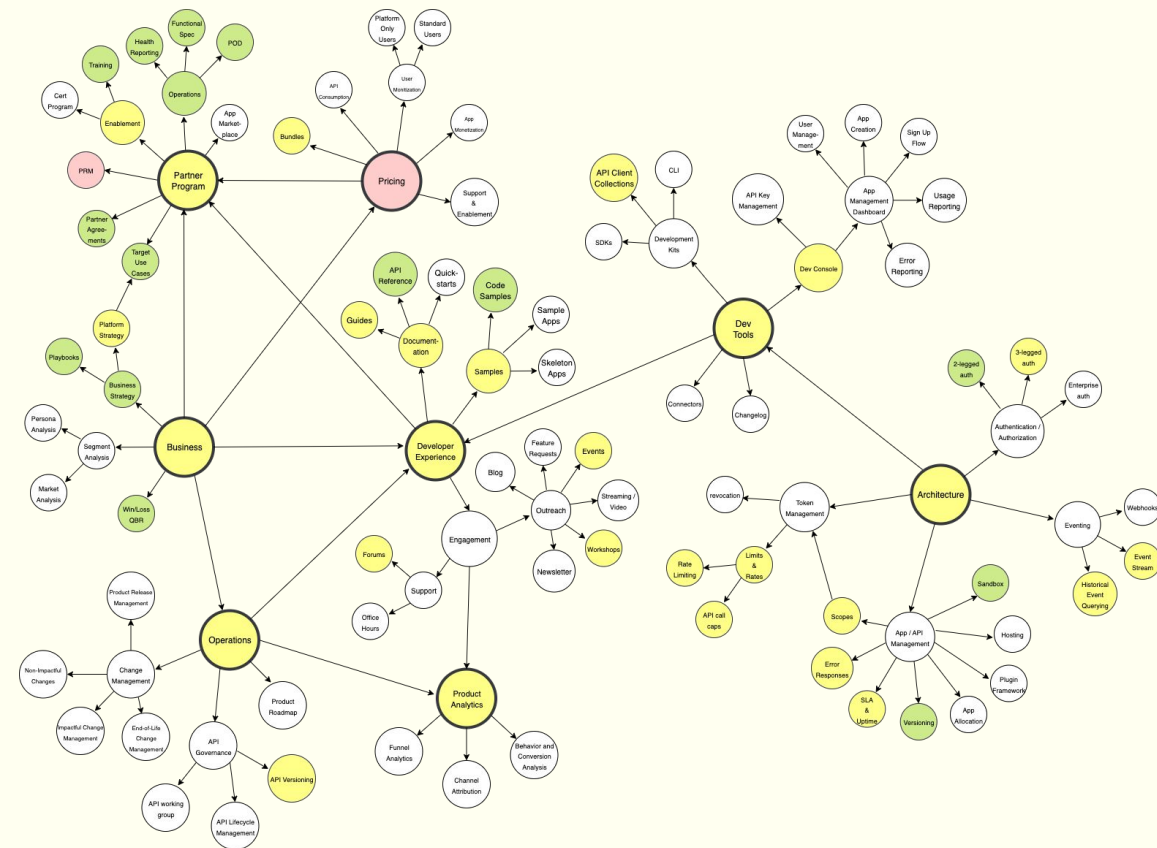 Functional
Spec
Health
Reporting
POD
Training
Operations
Cert
Program
Enablement
App
Market-
place
PRM
Partner
Program
Partner
Agree-
ments
Target
Use
Cases
Platform
Strategy
Playbooks
Business
Strategy
Platform
Only
Users
Standard
Users
API
Consumption
User
Monitization
Bundles
App
Monetization
Pricing
Support
&
Enablement
Persona
Analysis
Segment
Analysis
Market
Analysis
Business
Win/Loss
QBR
API
Reference
Quick-
starts
Guides
Document-
ation
Code
Samples
Sample
Apps
Samples
Skeleton
Apps
Developer
Experience
API Client
Collections
CLI
SDKs
Development
Kits
API Key
Management
Dev Console
User
Manage-
ment
App
Creation
Sign Up
Flow
App
Management
Dashboard
Usage
Reporting
Error
Reporting
Dev
Tools
Connectors
Changelog
2-legged
auth
3-legged
auth
Enterprise
auth
Authentication /
Authorization
Architecture
Token
Management
revocation
Limits
&
Rates
Rate
Limiting
API call
caps
Eventing
Webhooks
Event
Stream
Historical
Event
Querying
Sandbox
Scopes
App / API
Management
Hosting
Error
Responses
Plugin
Framework
SLA
&
Uptime
Versioning
App
Allocation
Feature
Requests
Events
Blog
Outreach
Streaming /
Video
Engagement
Workshops
Newsletter
Forums
Support
Office
Hours
Operations
Product Release
Management
Non-Impactful
Changes
Change
Management
Impactful Change
Management
End-of-Life
Change
Management
Product
Roadmap
API
Governance
API Versioning
API working
group
API Lifecycle
Management
Product
Analytics
Funnel
Analytics
Channel
Attribution
Behavior and
Conversion
Analysis